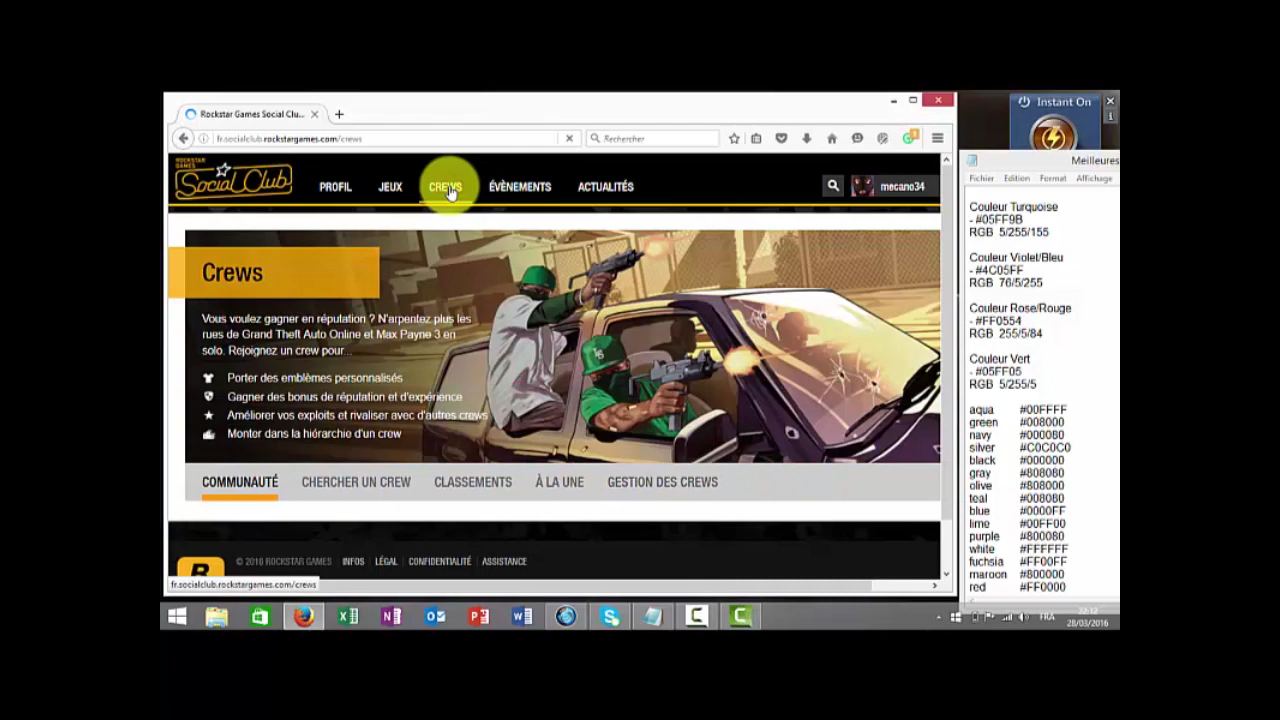 Rockstar Games Social Clu...
fr.socialclub.rockstargames.com/crews
Rechercher
Instant On
ROCKSTAR
GAMES
Social Club
PROFIL
JEUX
CREWS
ÉVÈNEMENTS
ACTUALITÉS
mecano34
Crews
Vous voulez gagner en réputation ? N'arpentez plus les
rues de Grand Theft Auto Online et Max Payne 3 en
solo. Rejoignez un crew pour...
Porter des emblèmes personnalisés
Gagner des bonus de réputation et d'expérience
Améliorer vos exploits et rivaliser avec d'autres crews
Monter dans la hiérarchie d'un crew
COMMUNAUTÉ
CHERCHER UN CREW
CLASSEMENTS
À LA UNE
GESTION DES CREWS
© 2016 ROCKSTAR GAMES
INFOS
LÉGAL
CONFIDENTIALITÉ
ASSISTANCE
fr.socialclub.rockstargames.com/crews
Meilleures
Fichier Edition Format Affichage
Couleur Turquoise
- #05FF9B
RGB 5/255/155
Couleur Violet/Bleu
- #4C05FF
RGB 76/5/255
Couleur Rose/Rouge
- #FF0554
RGB 255/5/84
Couleur Vert
- #05FF05
RGB 5/255/5
aqua #00FFFF
green #008000
navy #000080
silver #C0C0C0
black #000000
gray #808080
olive #808000
teal #008080
blue #0000FF
lime #00FF00
purple #800080
white #FFFFFF
fuchsia #FF00FF
maroon #800000
red #FF0000
FRA
22:12
28/03/2016